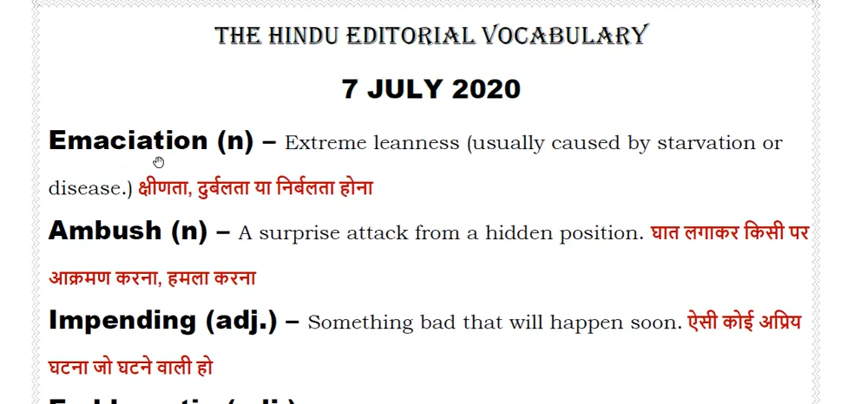 THE HINDU EDITORIAL VOCABULARY
7 JULY 2020
Emaciation (n) – Extreme leanness (usually caused by starvation or
disease.) क्षीणता, दुर्बलता या निर्बलता होना
Ambush (n) – A surprise attack from a hidden position. घात लगाकर किसी पर
आक्रमण करना, हमला करना
Impending (adj.) – Something bad that will happen soon. ऐसी कोई अप्रिय
घटना जो घटने वाली हो